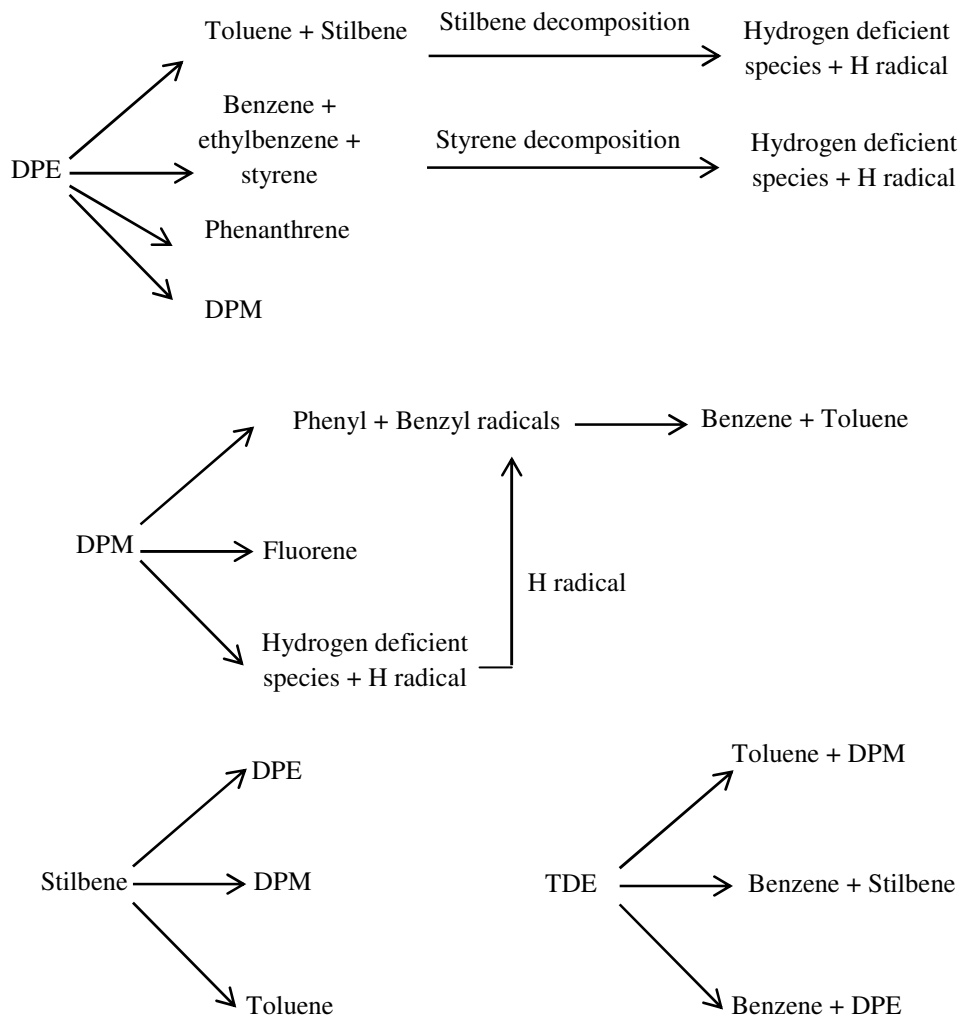 Toluene + Stilbene
Stilbene decomposition
Hydrogen deficient
species + H radical
Benzene +
ethylbenzene +
styrene
Styrene decomposition
Hydrogen deficient
species + H radical
DPE
Phenanthrene
DPM
Phenyl + Benzyl radicals
Benzene + Toluene
DPM
Fluorene
H radical
Hydrogen deficient
species + H radical
DPE
Stilbene
DPM
Toluene
Toluene + DPM
TDE
Benzene + Stilbene
Benzene + DPE